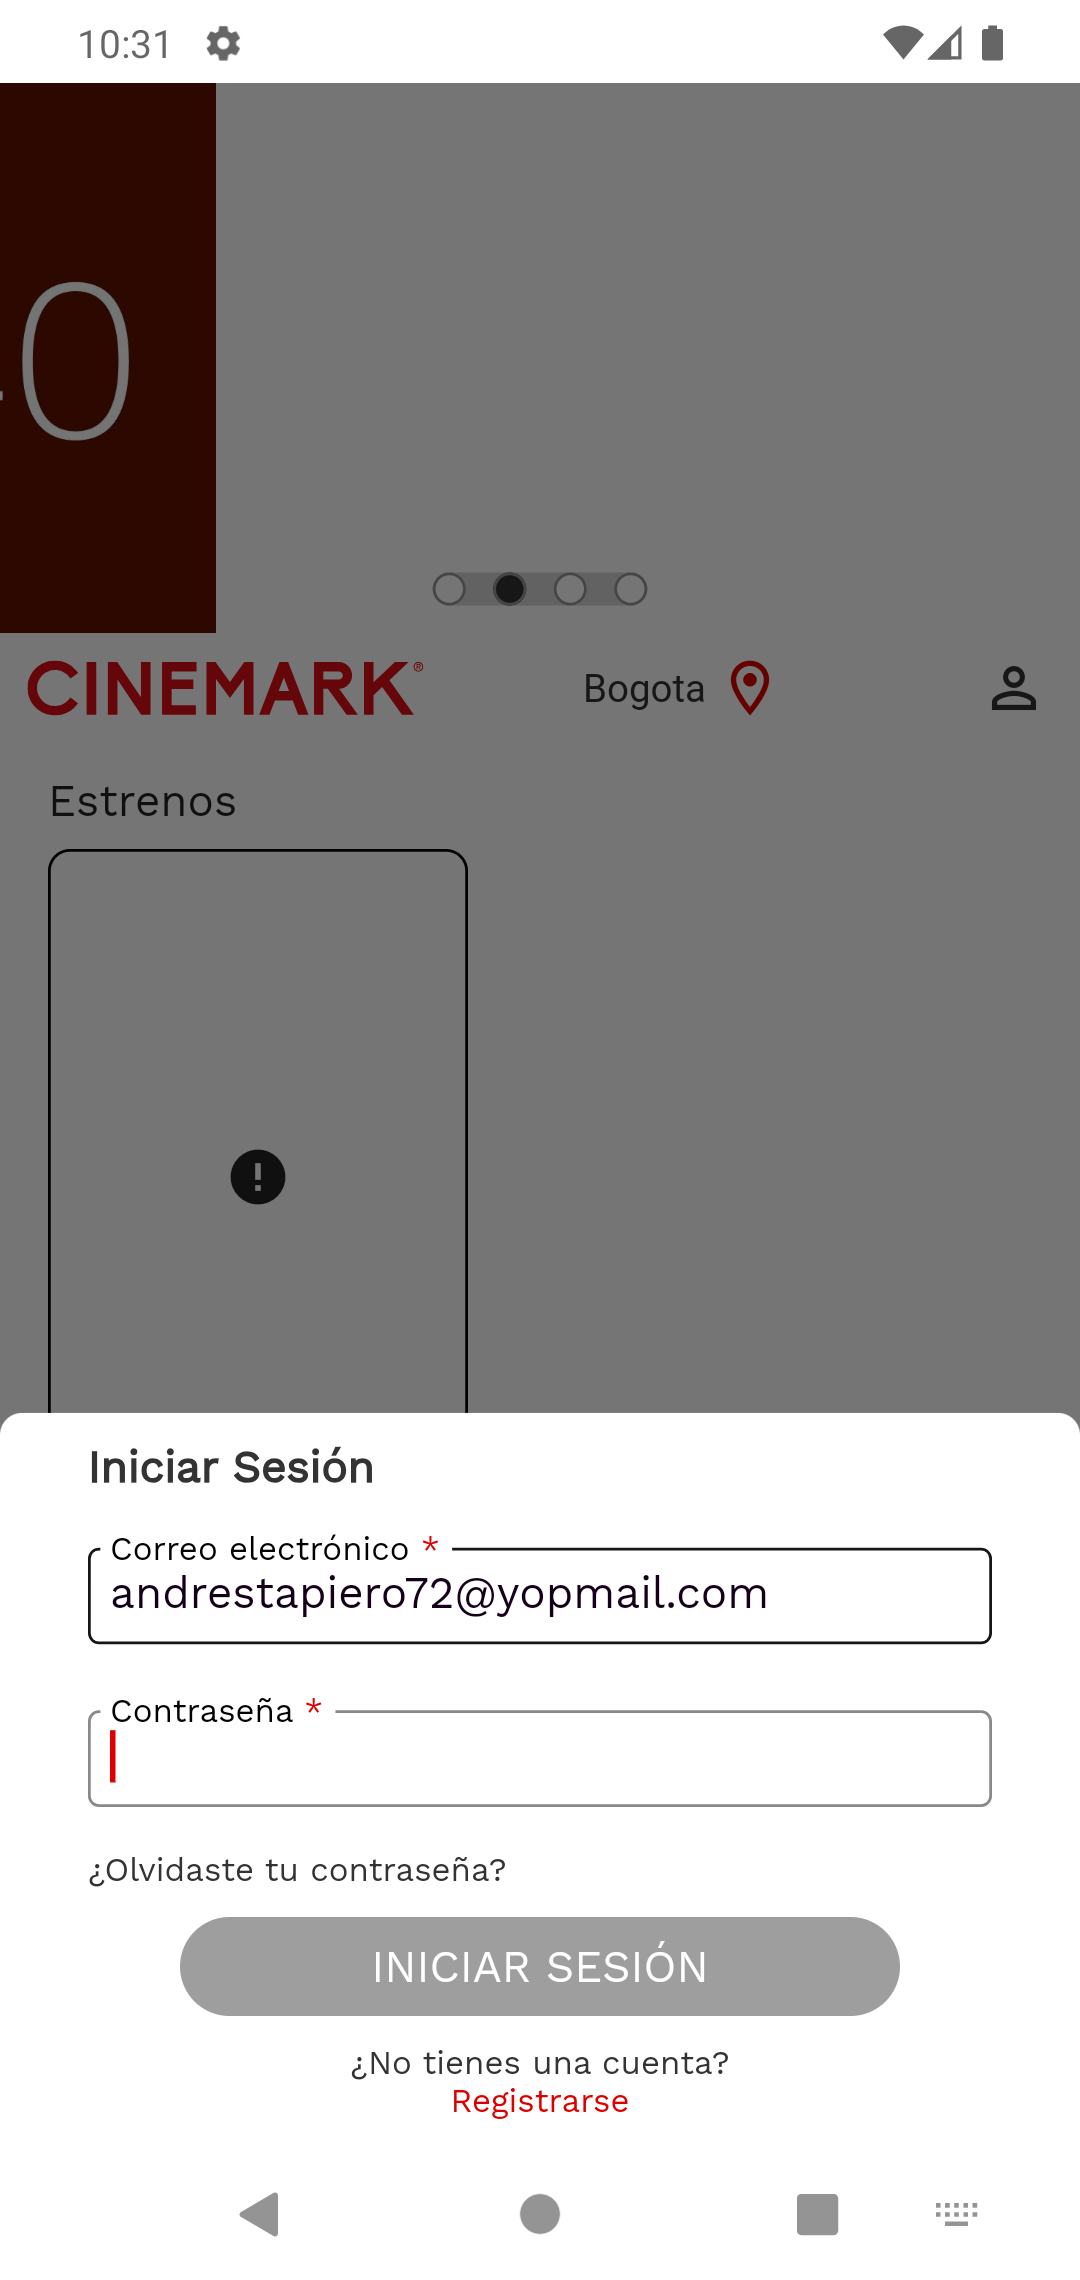 10:31
0
CINEMARK®
Bogota
Estrenos
Iniciar Sesión
Correo electrónico *
andrestapiero72@yopmail.com
Contraseña *
¿Olvidaste tu contraseña?
INICIAR SESIÓN
¿No tienes una cuenta?
Registrarse